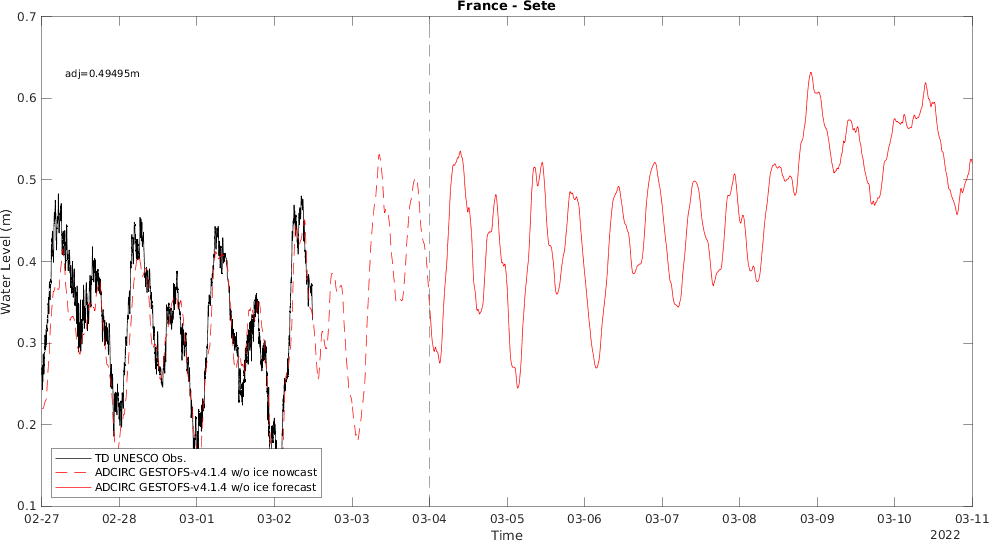 France - Sete
0.7
0.6
0.5
0.4
0.3
0.2
0.1
Water Level (m)
adj=0.49495m
TD UNESCO Obs.
ADCIRC GESTOFS-v4.1.4 w/o ice nowcast
ADCIRC GESTOFS-v4.1.4 w/o ice forecast
02-27 02-28 03-01 03-02 03-03 03-04 03-05 03-06 03-07 03-08 03-09 03-10 03-11
Time
2022